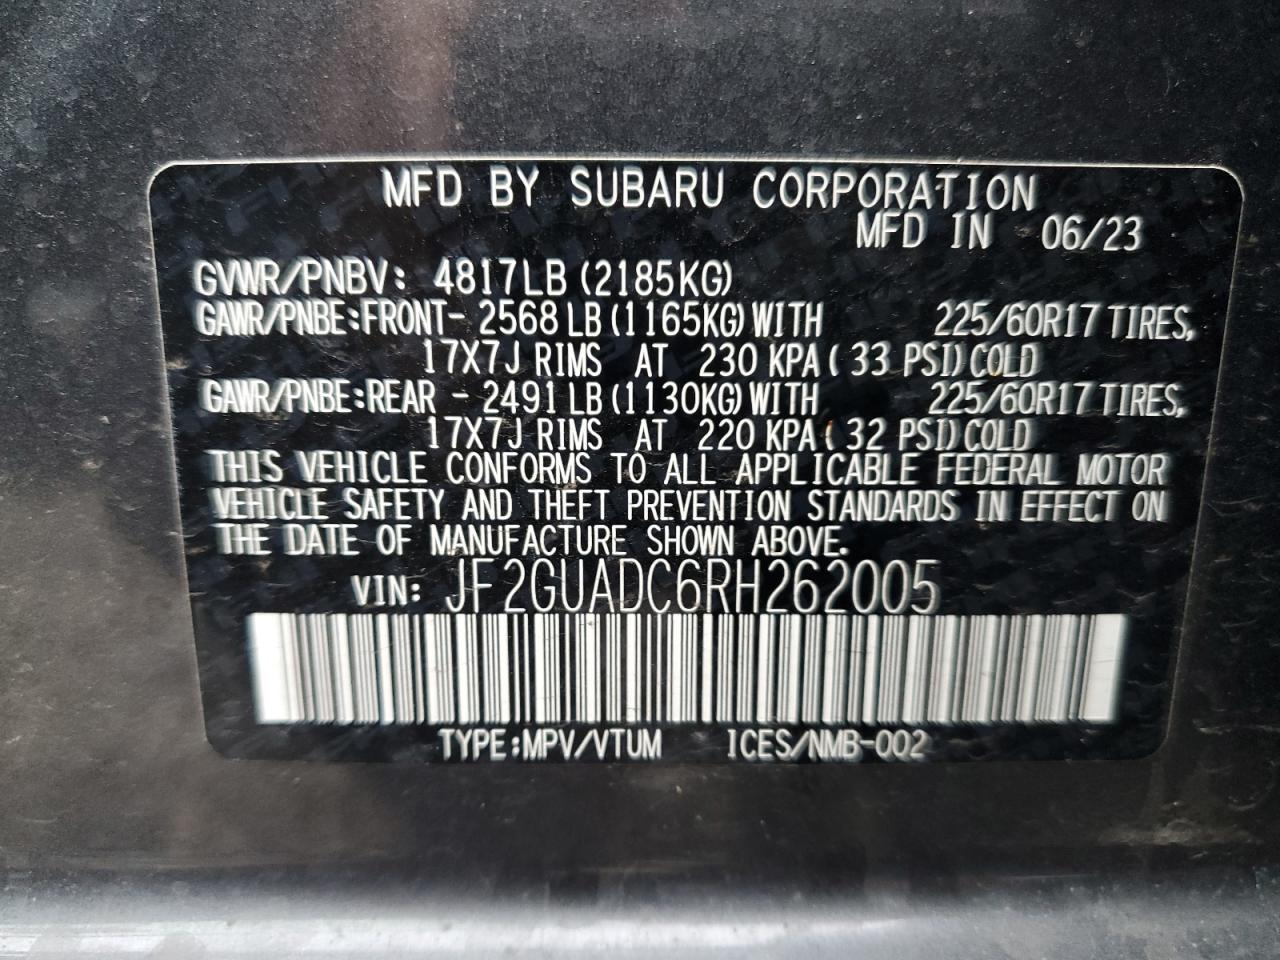 MFD BY SUBARU CORPORATION
MFD IN 06/23
GVWR/PNBV: 4817LB (2185KG)
GAWR/PNBE:FRONT- 2568 LB (1165KG) WITH 225/60R17 TIRES,
17X7J RIMS AT 230 KPA ( 33 PSI) COLD
GAWR/PNBE:REAR - 2491 LB (1130KG) WITH 225/60R17 TIRES,
17X7J RIMS AT 220 KPA ( 32 PSI) COLD
THIS VEHICLE CONFORMS TO ALL APPLICABLE FEDERAL MOTOR
VEHICLE SAFETY AND THEFT PREVENTION STANDARDS IN EFFECT ON
THE DATE OF MANUFACTURE SHOWN ABOVE.
VIN: JF2GUADC6RH262005
TYPE:MPV/VTUM ICES/NMB-002